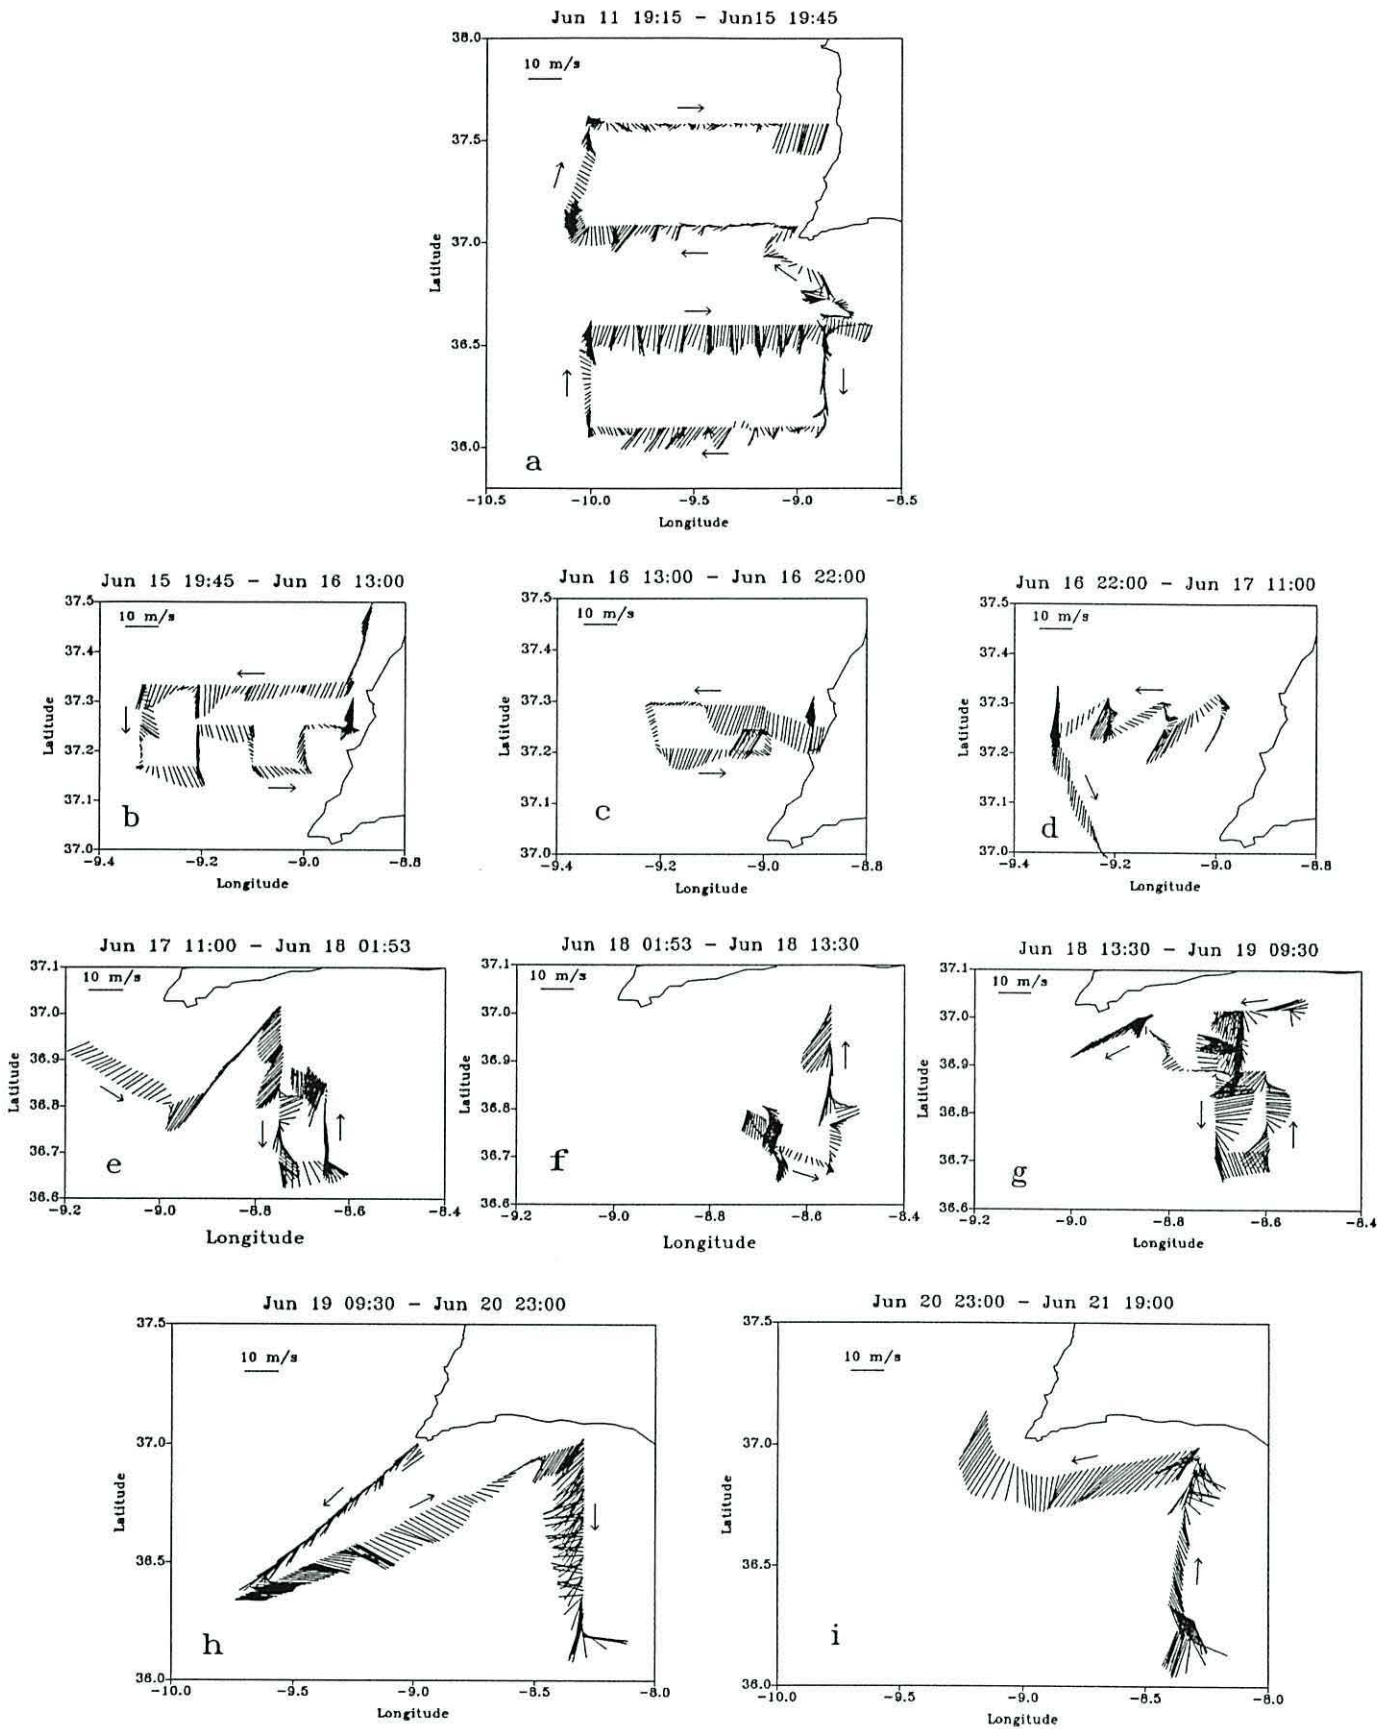 Jun 11 19:15 – Jun15 19:45
38.0
10 m/s
37.5
37.0
36.5
36.0
Latitude
a
-10.5 -10.0 -9.5 -9.0 -8.5
Longitude
Jun 15 19:45 – Jun 16 13:00
37.5
10 m/s
37.4
37.3
37.2
37.1
37.0
Latitude
b
-9.4 -9.2 -9.0 -8.8
Longitude
Jun 16 13:00 – Jun 16 22:00
37.5
10 m/s
37.4
37.3
37.2
37.1
37.0
Latitude
c
-9.4 -9.2 -9.0 -8.8
Longitude
Jun 16 22:00 – Jun 17 11:00
37.5
10 m/s
37.4
37.3
37.2
37.1
37.0
Latitude
d
-9.4 -9.2 -9.0 -8.8
Longitude
Jun 17 11:00 – Jun 18 01:53
37.1
10 m/s
37.0
36.9
36.8
36.7
36.6
Latitude
e
-9.2 -9.0 -8.8 -8.6 -8.4
Longitude
Jun 18 01:53 – Jun 18 13:30
37.1
10 m/s
37.0
36.9
36.8
36.7
36.6
Latitude
f
-9.2 -9.0 -8.8 -8.6 -8.4
Longitude
Jun 18 13:30 – Jun 19 09:30
37.1
10 m/s
37.0
36.9
36.8
36.7
36.6
Latitude
g
-9.2 -9.0 -8.8 -8.6 -8.4
Longitude
Jun 19 09:30 – Jun 20 23:00
37.5
10 m/s
37.0
36.5
36.0
Latitude
h
-10.0 -9.5 -9.0 -8.5 -8.0
Longitude
Jun 20 23:00 – Jun 21 19:00
37.5
10 m/s
37.0
36.5
36.0
Latitude
i
-10.0 -9.5 -9.0 -8.5 -8.0
Longitude